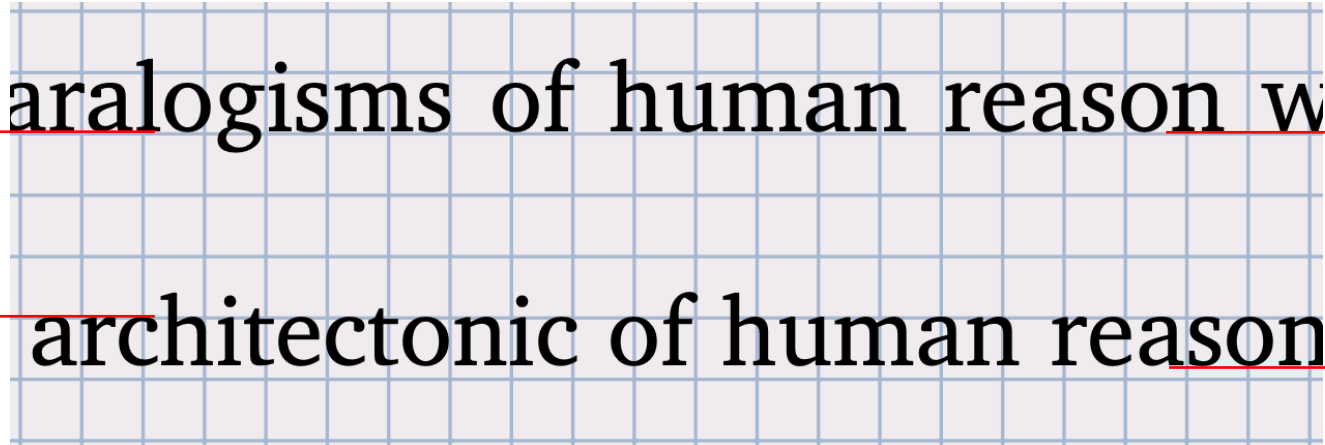 aralogisms of human reason w
architectonic of human reason